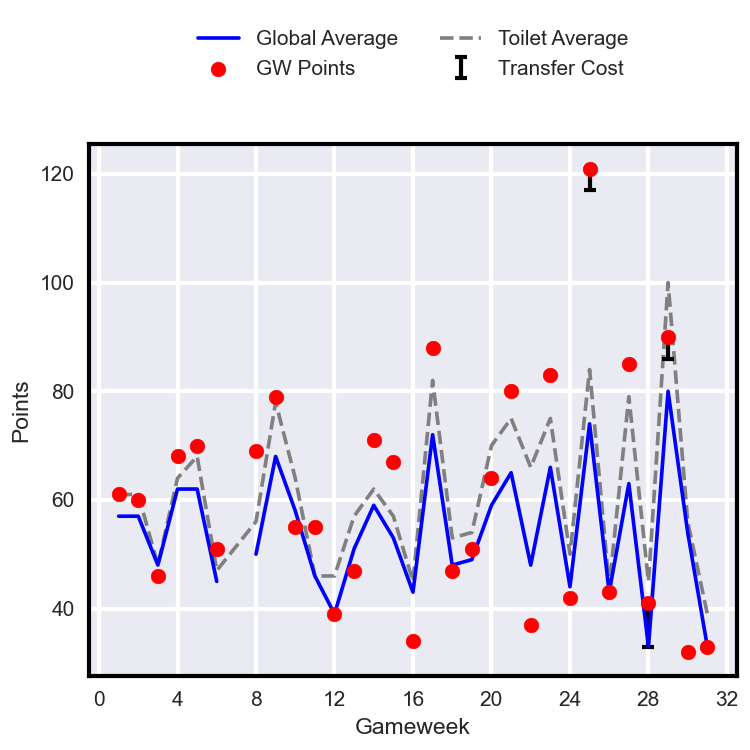 Global Average
Toilet Average
GW Points
Transfer Cost
120
100
80
60
40
Points
0 4 8 12 16 20 24 28 32
Gameweek